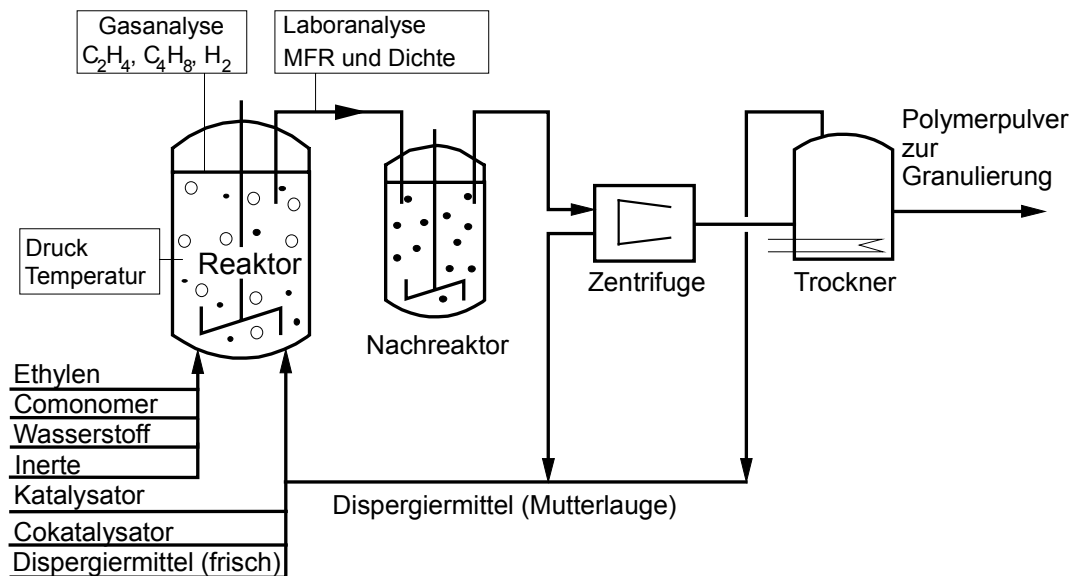 Gasanalyse
C2H4, C4H8, H2
Laboranalyse
MFR und Dichte
Polymerpulver
zur
Granulierung
Druck
Temperatur
Reaktor
Zentrifuge
Trockner
Nachreaktor
Ethylen
Comonomer
Wasserstoff
Inerte
Katalysator
Dispergiermittel (Mutterlauge)
Cokatalysator
Dispergiermittel (frisch)